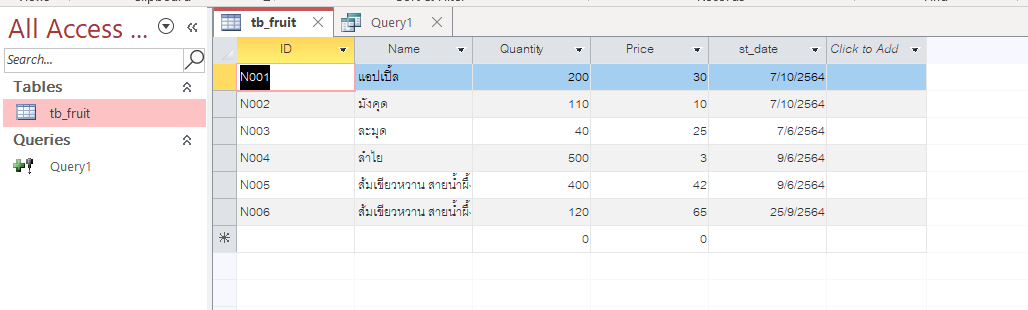 tb_fruit Query1
All Access ...
Search...
Tables
tb_fruit
Queries
Query1
ID Name Quantity Price st_date Click to Add
N001 แอปเปิ้ล 200 30 7/10/2564
N002 มังคุด 110 10 7/10/2564
N003 ละมุด 40 25 7/6/2564
N004 ลำไย 500 3 9/6/2564
N005 ส้มเขียวหวาน สายน้ำผึ้ง 400 42 9/6/2564
N006 ส้มเขียวหวาน สายน้ำผึ้ง 120 65 25/9/2564
0 0